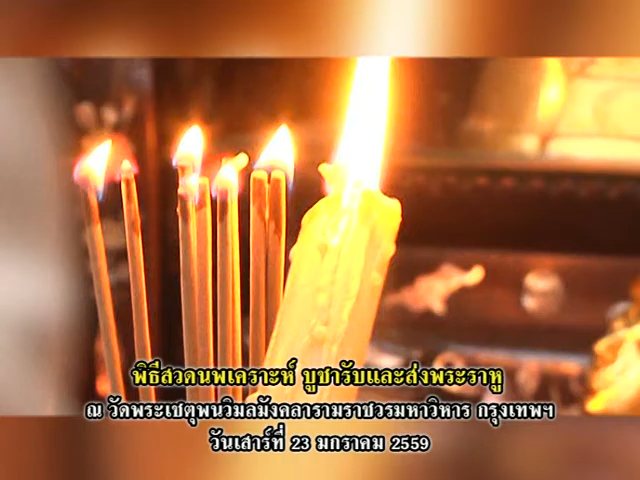 พิธีสวดนพเคราะห์ บูชารับและส่งพระราหู
ณ วัดพระเชตุพนวิมลมังคลารามราชวรมหาวิหาร กรุงเทพฯ
วันเสาร์ที่ 23 มกราคม 2559